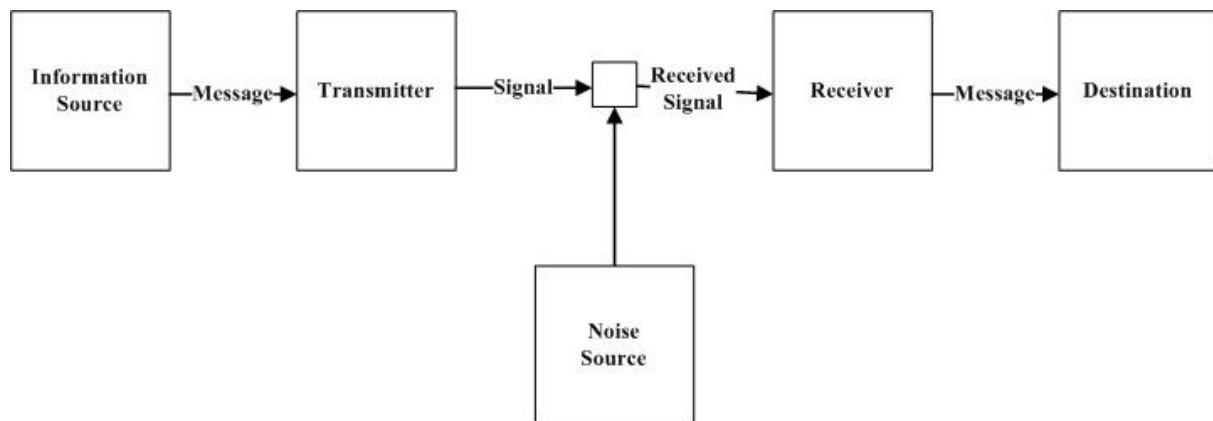 Information
Source
Message
Transmitter
Signal
Received
Signal
Receiver
Message
Destination
Noise
Source